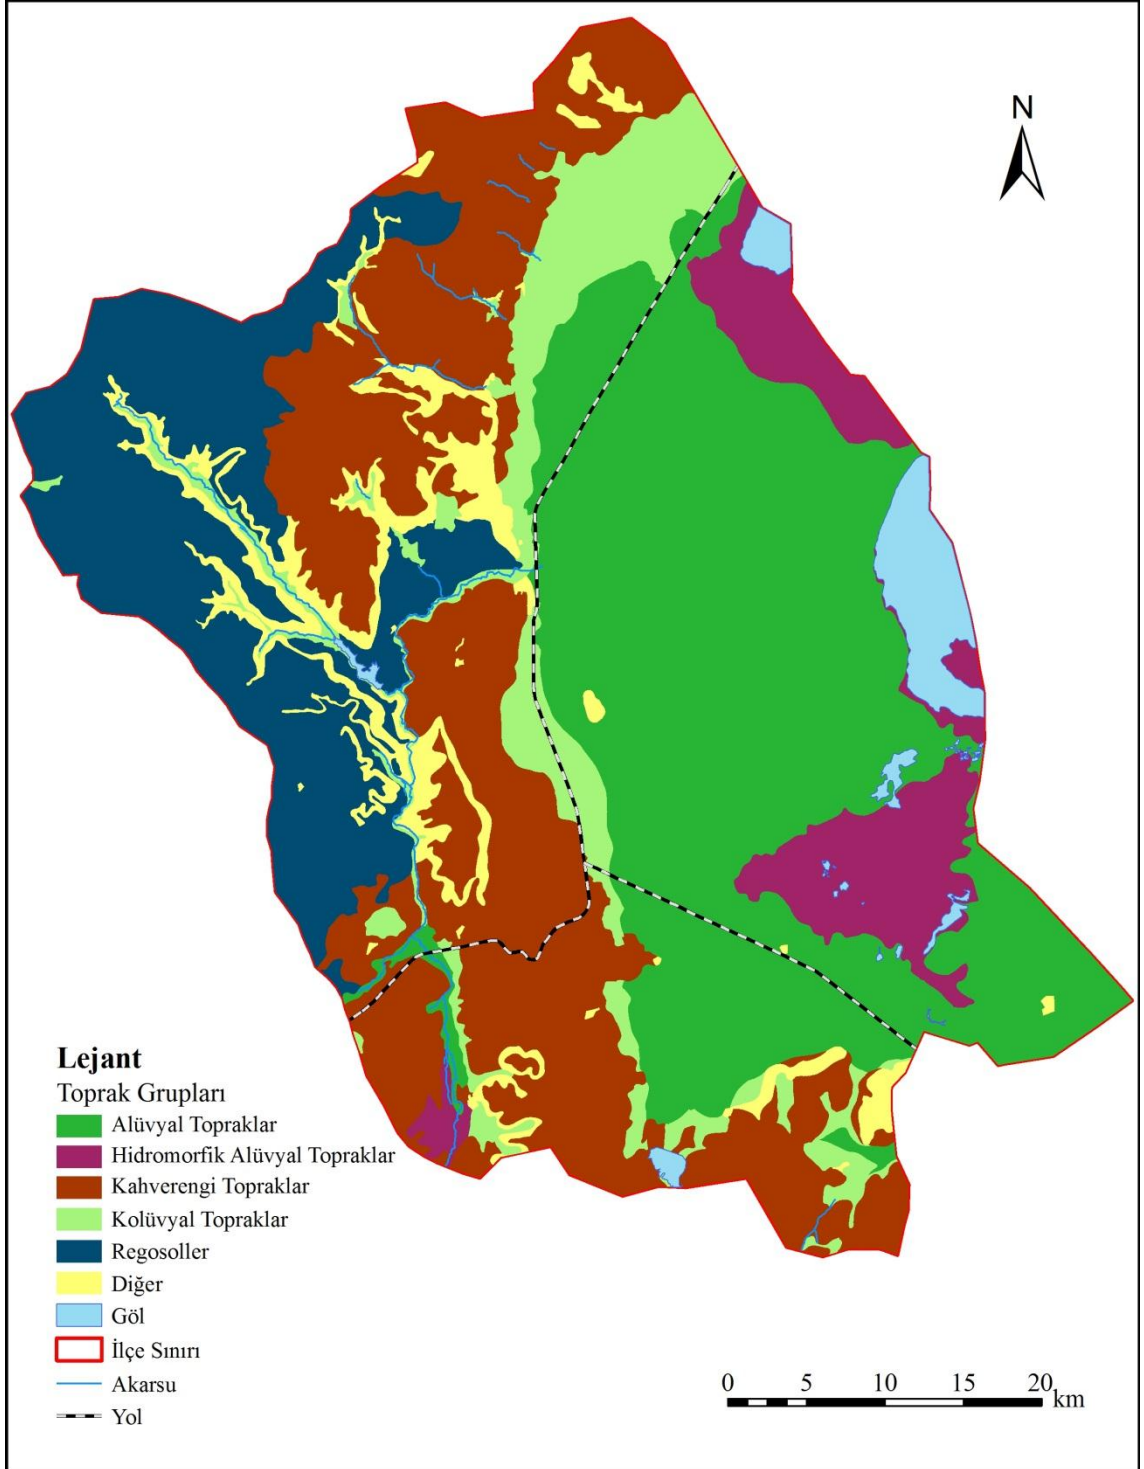 N
Lejant
Toprak Grupları
Alüvyal Topraklar
Hidromorfik Alüvyal Topraklar
Kahverengi Topraklar
Kolüvyal Topraklar
Regosoller
Diğer
Göl
İlçe Sınırı
Akarsu
Yol
0 5 10 15 20
km